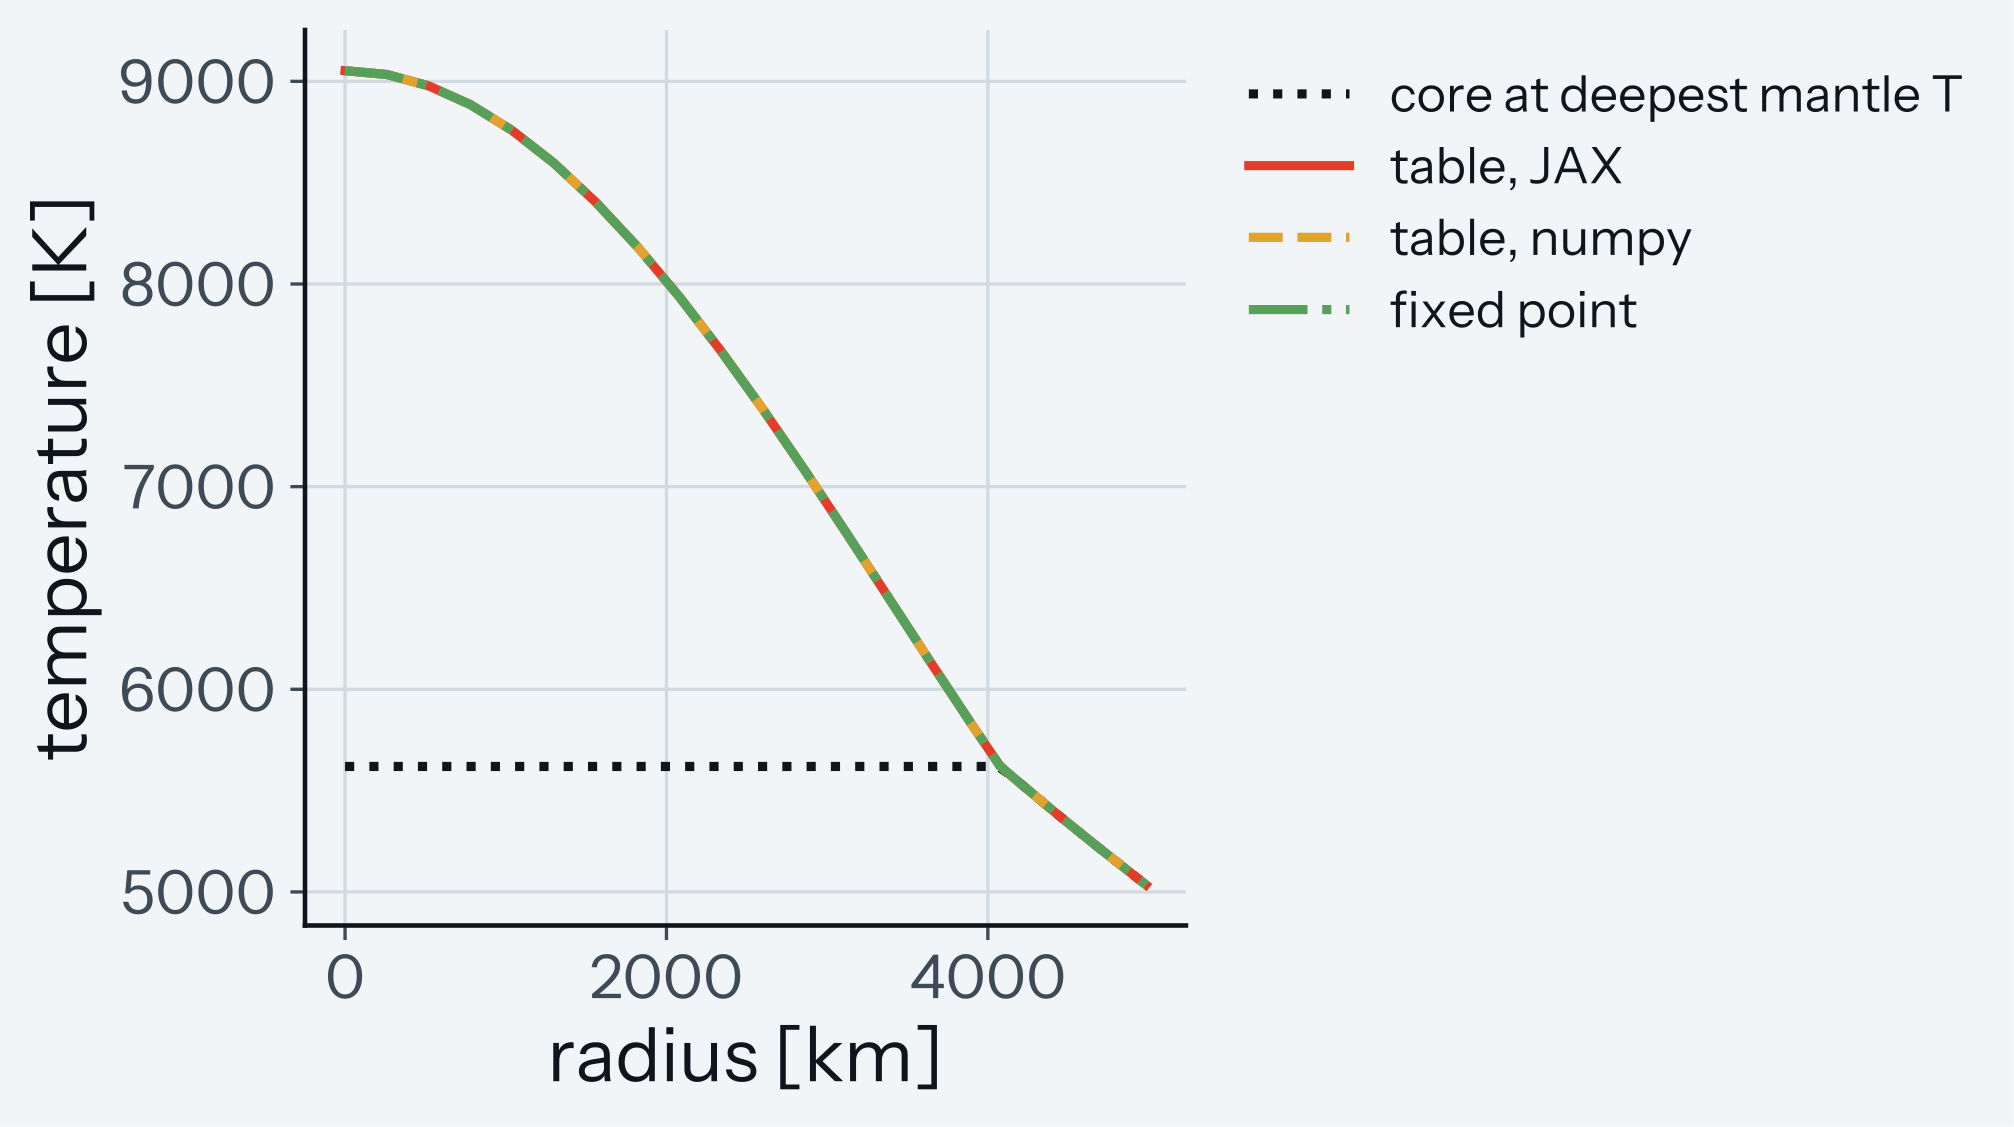 temperature [K]
9000
8000
7000
6000
5000
0 2000 4000
radius [km]
core at deepest mantle T
table, JAX
table, numpy
fixed point